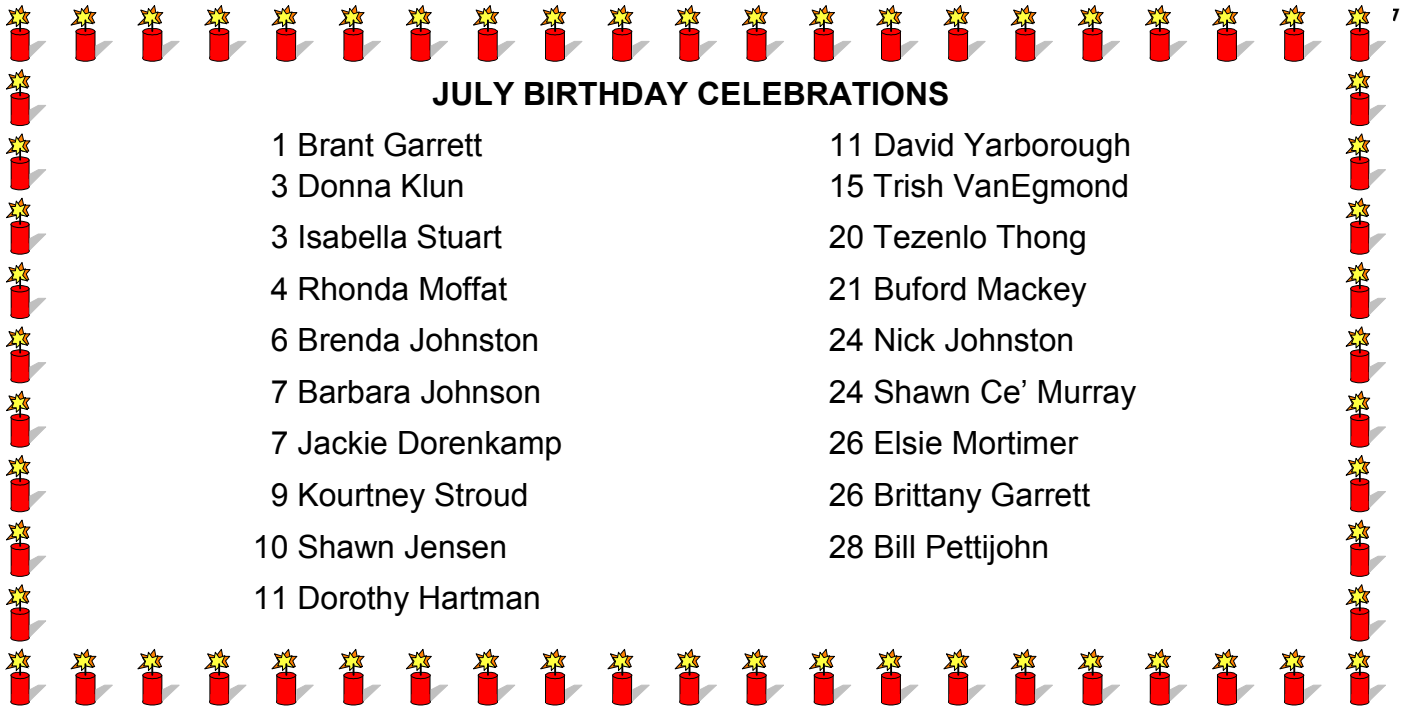 7
JULY BIRTHDAY CELEBRATIONS
1 Brant Garrett
3 Donna Klun
3 Isabella Stuart
4 Rhonda Moffat
6 Brenda Johnston
7 Barbara Johnson
7 Jackie Dorenkamp
9 Kourtney Stroud
10 Shawn Jensen
11 Dorothy Hartman
11 David Yarborough
15 Trish VanEgmond
20 Tezenlo Thong
21 Buford Mackey
24 Nick Johnston
24 Shawn Ce’ Murray
26 Elsie Mortimer
26 Brittany Garrett
28 Bill Pettijohn